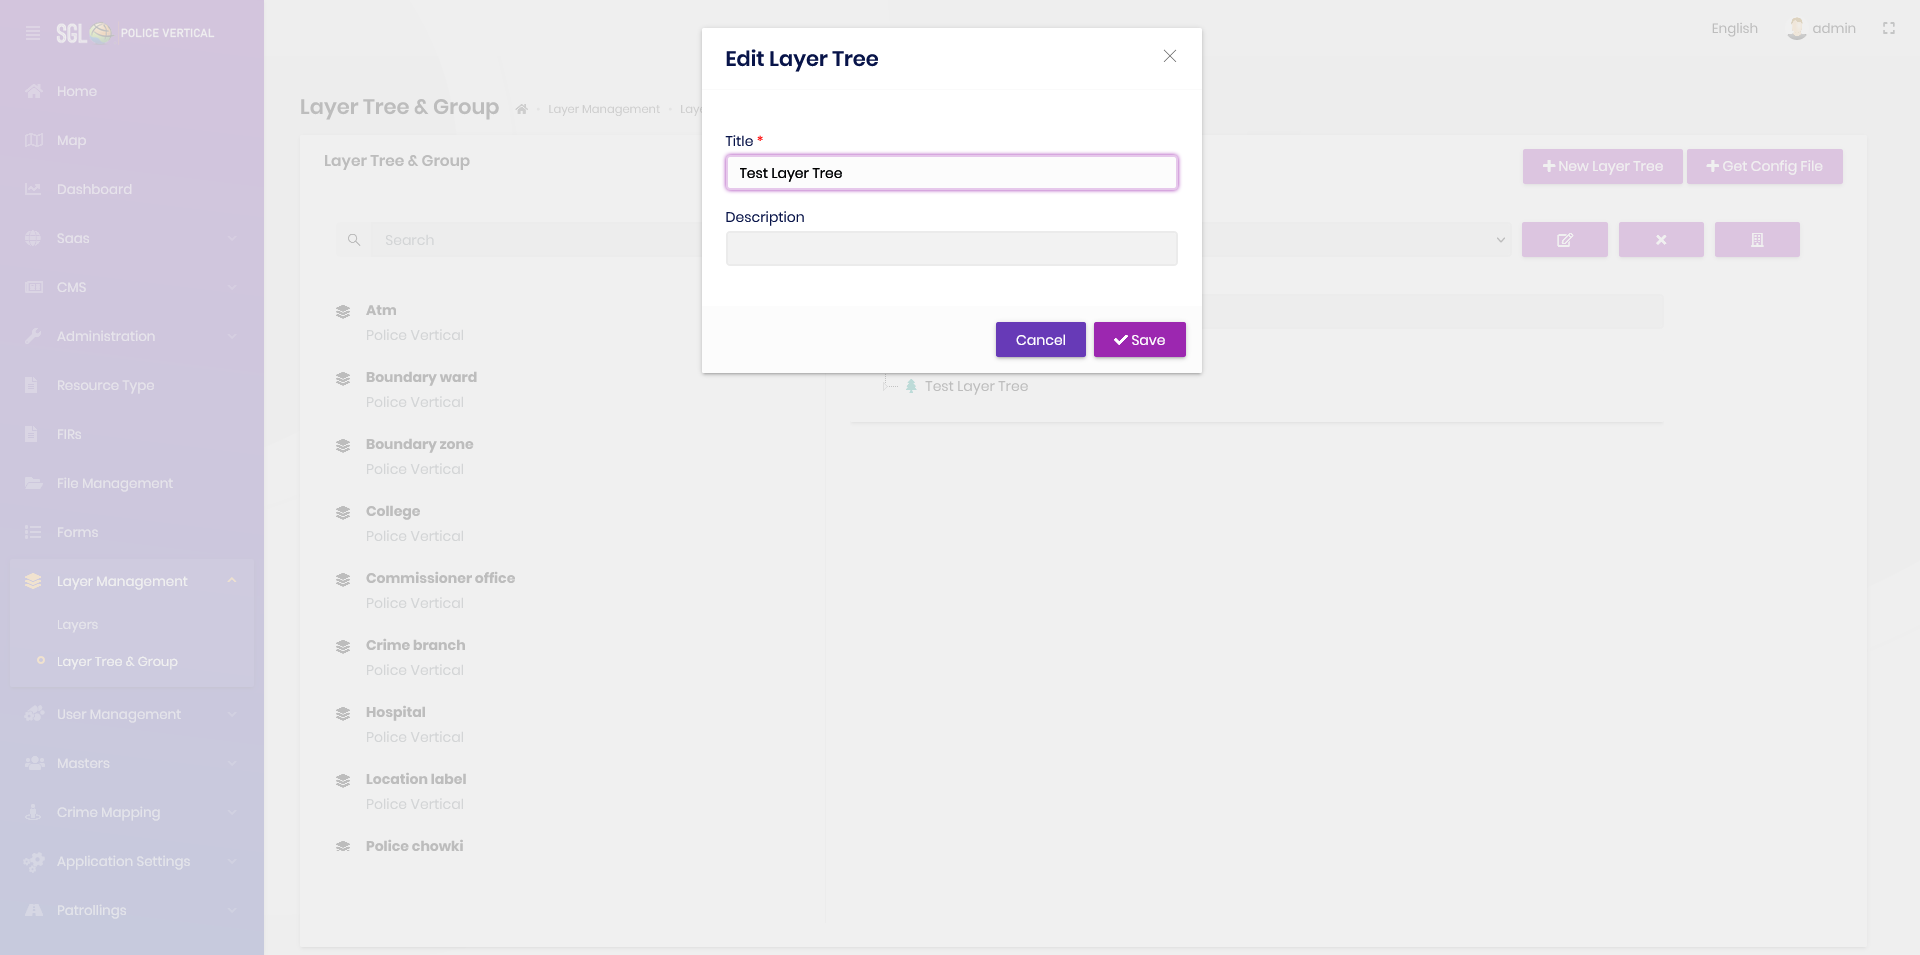 SGL POLICE VERTICAL
Home
Map
Dashboard
Saas
CMS
Administration
Resource Type
FIRs
File Management
Forms
Layer Management
Layers
Layer Tree & Group
User Management
Masters
Crime Mapping
Application Settings
Patrollings
English
admin
Layer Tree & Group
Layer Management
Layer Tree & Group
New Layer Tree
Get Config File
Search
Atm
Police Vertical
Boundary ward
Police Vertical
Boundary zone
Police Vertical
College
Police Vertical
Commissioner office
Police Vertical
Crime branch
Police Vertical
Hospital
Police Vertical
Location label
Police Vertical
Police chowki
Test Layer Tree
Edit Layer Tree
Title *
Test Layer Tree
Description
Cancel
Save